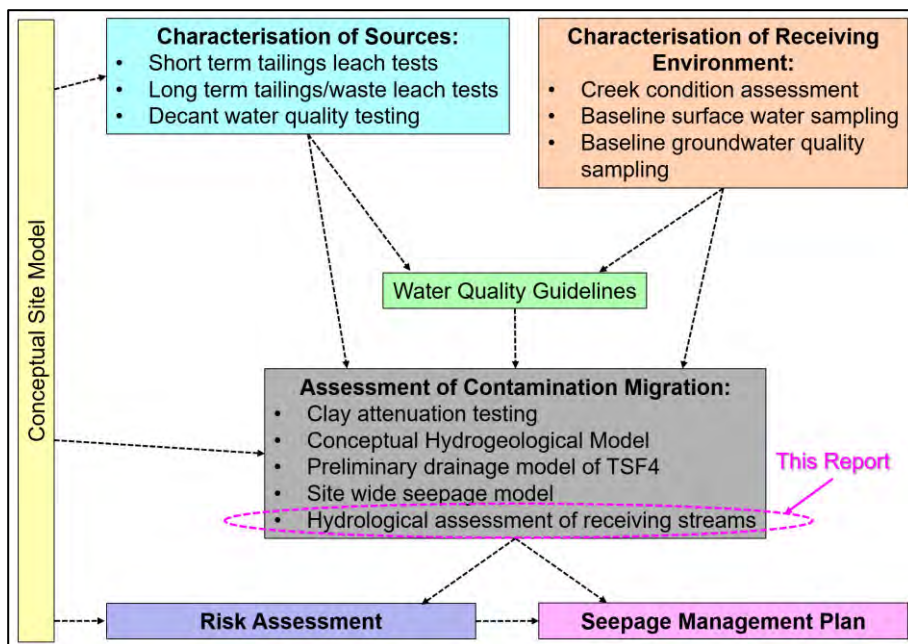 Conceptual Site Model
Characterisation of Sources:
• Short term tailings leach tests
• Long term tailings/waste leach tests
• Decant water quality testing
Characterisation of Receiving
Environment:
• Creek condition assessment
• Baseline surface water sampling
• Baseline groundwater quality
sampling
Water Quality Guidelines
Assessment of Contamination Migration:
• Clay attenuation testing
• Conceptual Hydrogeological Model
• Preliminary drainage model of TSF4
• Site wide seepage model
• Hydrological assessment of receiving streams
This Report
Risk Assessment
Seepage Management Plan